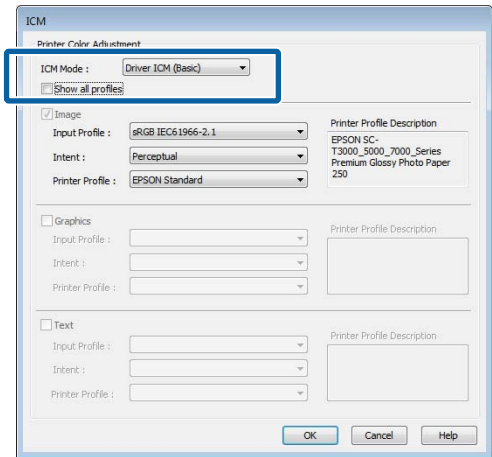 ICM
Printer Color Adjustment
ICM Mode : Driver ICM (Basic)
Show all profiles
Image
Input Profile : sRGB IEC61966-2.1
Intent : Perceptual
Printer Profile : EPSON Standard
Printer Profile Description
EPSON SC-
T3000_5000_7000_Series
Premium Glossy Photo Paper
250
Graphics
Input Profile :
Intent :
Printer Profile :
Printer Profile Description
Text
Input Profile :
Intent :
Printer Profile :
Printer Profile Description
OK Cancel Help